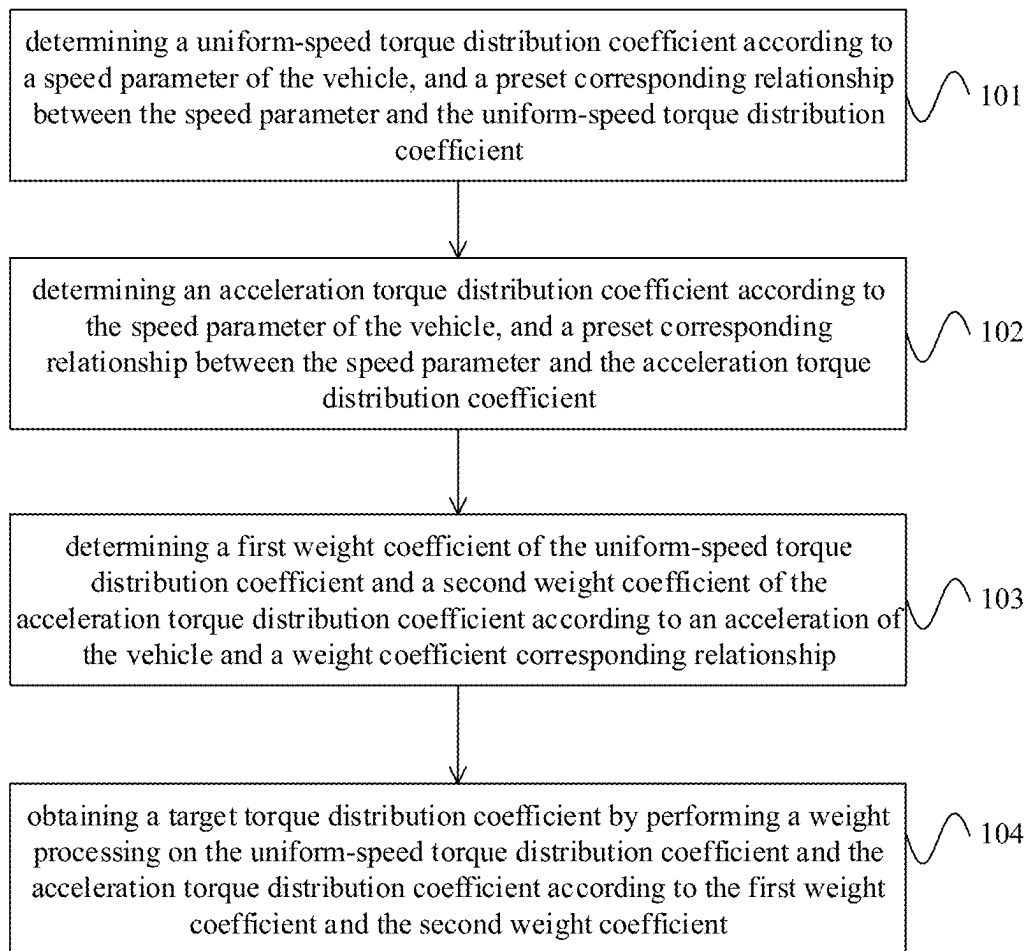 determining a uniform-speed torque distribution coefficient according to
a speed parameter of the vehicle, and a preset corresponding relationship
between the speed parameter and the uniform-speed torque distribution
coefficient
101
determining an acceleration torque distribution coefficient according to
the speed parameter of the vehicle, and a preset corresponding
relationship between the speed parameter and the acceleration torque
distribution coefficient
102
determining a first weight coefficient of the uniform-speed torque
distribution coefficient and a second weight coefficient of the
acceleration torque distribution coefficient according to an acceleration of
the vehicle and a weight coefficient corresponding relationship
103
obtaining a target torque distribution coefficient by performing a weight
processing on the uniform-speed torque distribution coefficient and the
acceleration torque distribution coefficient according to the first weight
coefficient and the second weight coefficient
104